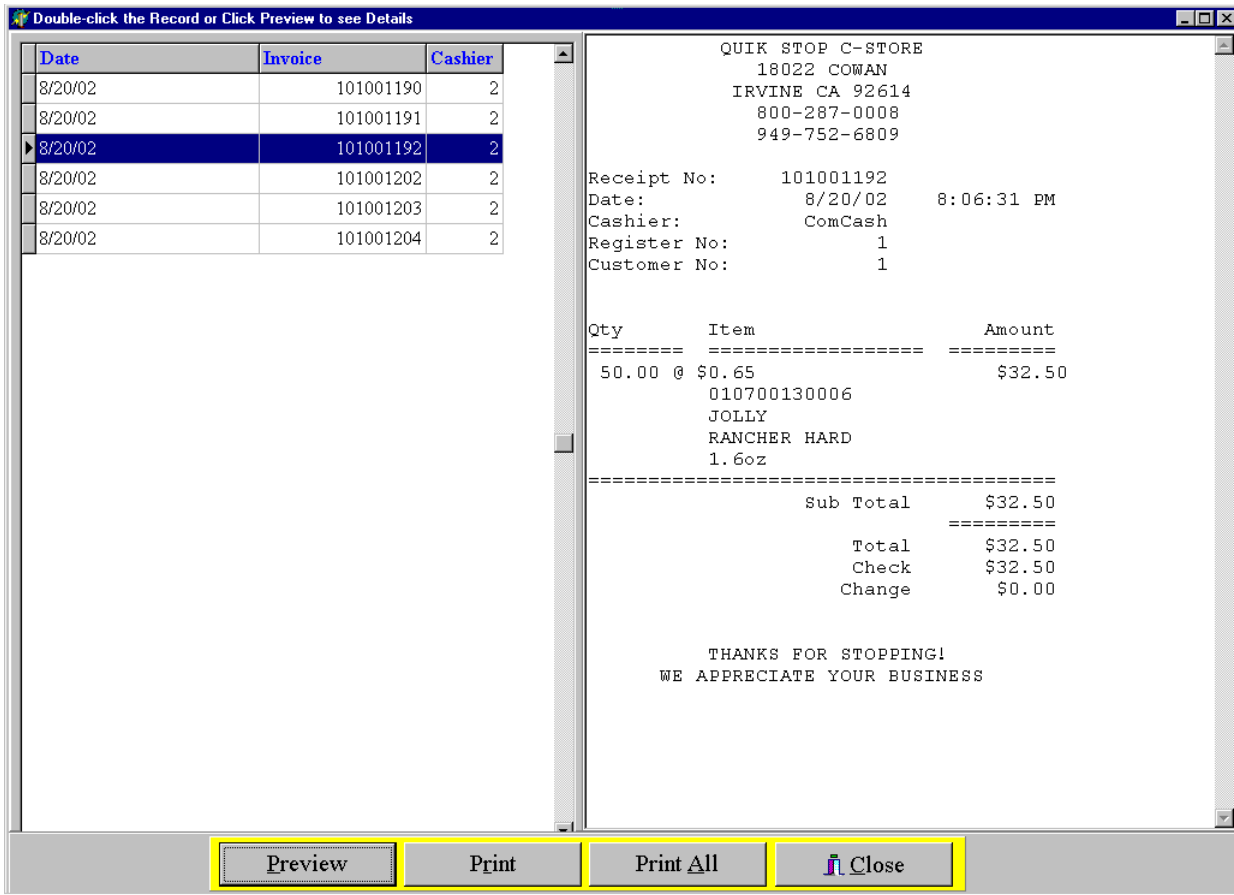 Double-click the Record or Click Preview to see Details
Date Invoice Cashier
8/20/02 101001190 2
8/20/02 101001191 2
8/20/02 101001192 2
8/20/02 101001202 2
8/20/02 101001203 2
8/20/02 101001204 2
QUIK STOP C-STORE
18022 COWAN
IRVINE CA 92614
800-287-0008
949-752-6809
Receipt No: 101001192
Date: 8/20/02 8:06:31 PM
Cashier: ComCash
Register No: 1
Customer No: 1
Qty Item Amount
======== ================== =========
50.00 @ $0.65 $32.50
010700130006
JOLLY
RANCHER HARD
1.6oz
=======================================
Sub Total $32.50
=========
Total $32.50
Check $32.50
Change $0.00
THANKS FOR STOPPING!
WE APPRECIATE YOUR BUSINESS
Preview Print Print All Close